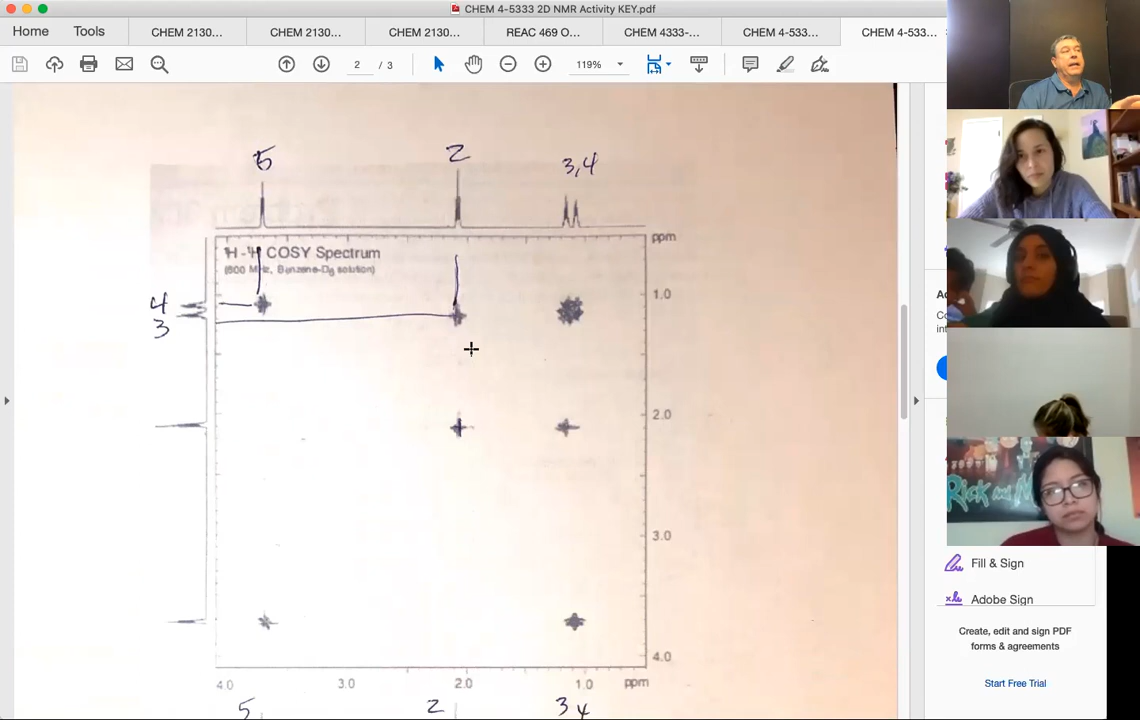 CHEM 4-5333 2D NMR Activity KEY.pdf
Home Tools CHEM 2130... CHEM 2130... CHEM 2130... REAC 469 O... CHEM 4333-... CHEM 4-533... CHEM 4-533...
2 / 3 119%
5 2 3,4
ppm
¹H-¹H COSY Spectrum
(600 MHz, Benzene-D₆ solution)
4
3
1.0
2.0
3.0
4.0
4.0 3.0 2.0 1.0 ppm
5 2 3 4
Rick and M
Fill & Sign
Adobe Sign
Create, edit and sign PDF
forms & agreements
Start Free Trial